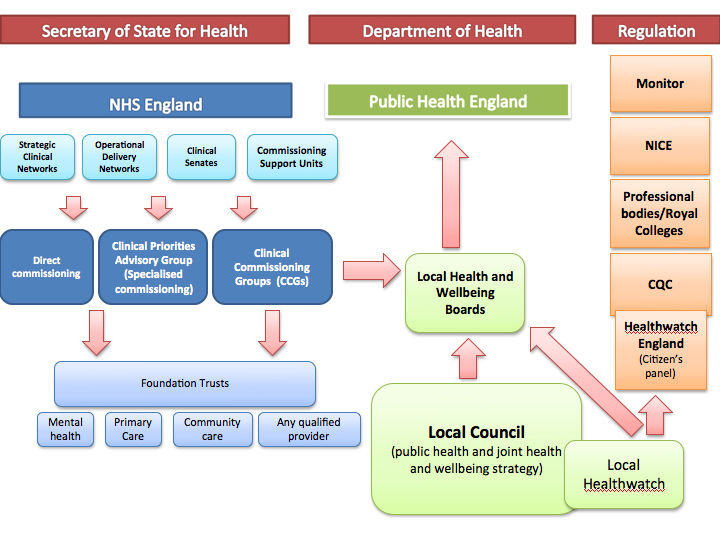 Secretary of State for Health
Department of Health
Regulation
NHS England
Public Health England
Monitor
NICE
Professional
bodies/Royal
Colleges
CQC
Healthwatch
England
(Citizen's
panel)
Strategic
Clinical
Networks
Operational
Delivery
Networks
Clinical
Senates
Commissioning
Support Units
Direct
commissioning
Clinical Priorities
Advisory Group
(Specialised
commissioning)
Clinical
Commissioning
Groups (CCGs)
Local Health and
Wellbeing
Boards
Foundation Trusts
Mental
health
Primary
Care
Community
care
Any qualified
provider
Local Council
(public health and joint health
and wellbeing strategy)
Local
Healthwatch